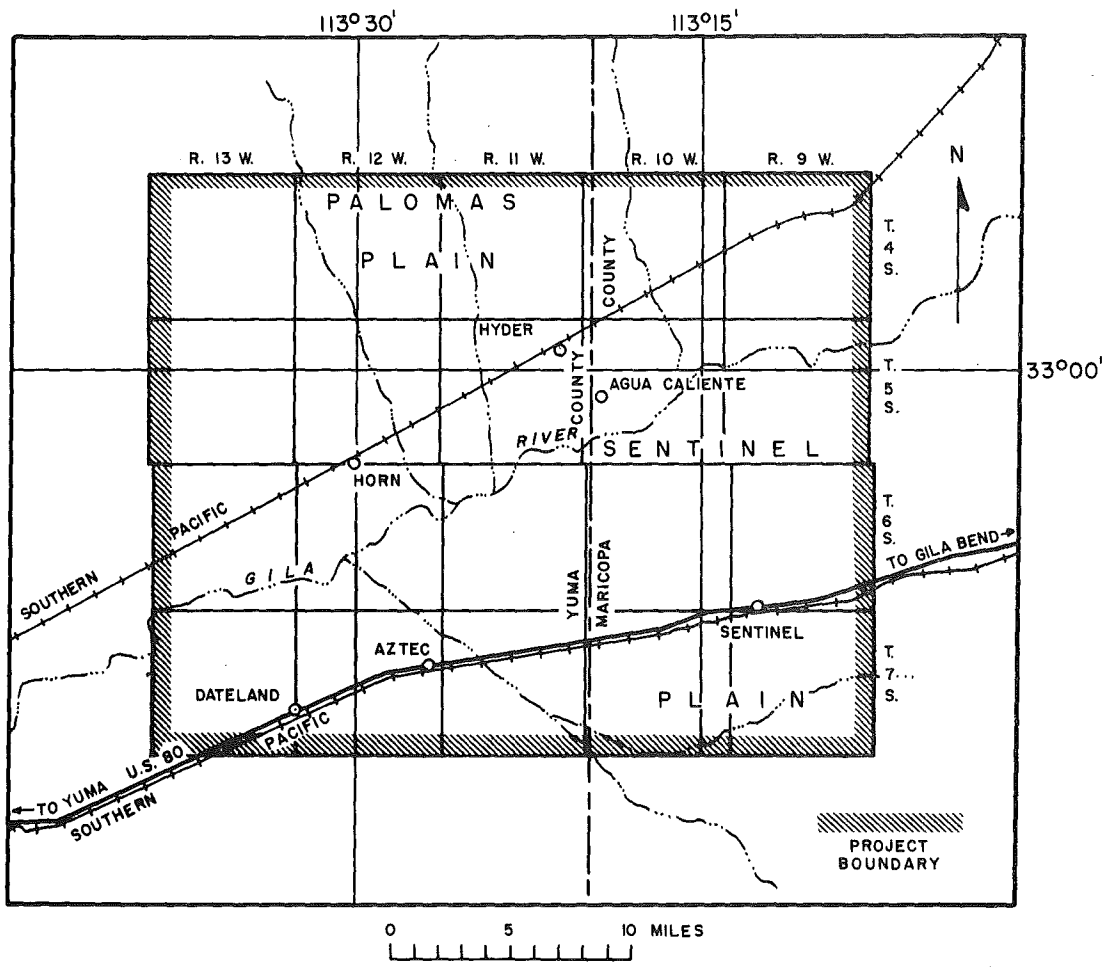 113°30' 113°15'
R. 13 W. R. 12 W. R. 11 W. R. 10 W. R. 9 W.
N
PALOMAS
PLAIN
T. 4 S.
COUNTY
HYDER
COUNTY
33°00'
T. 5 S.
AGUA CALIENTE
RIVER
SENTINEL
HORN
T. 6 S.
SOUTHERN PACIFIC
TO GILA BEND→
GILA
YUMA
MARICOPA
SENTINEL
AZTEC
T. 7 S.
DATELAND
PLAIN
PACIFIC
U.S. 80
←TO YUMA
SOUTHERN
PROJECT
BOUNDARY
0 5 10 MILES